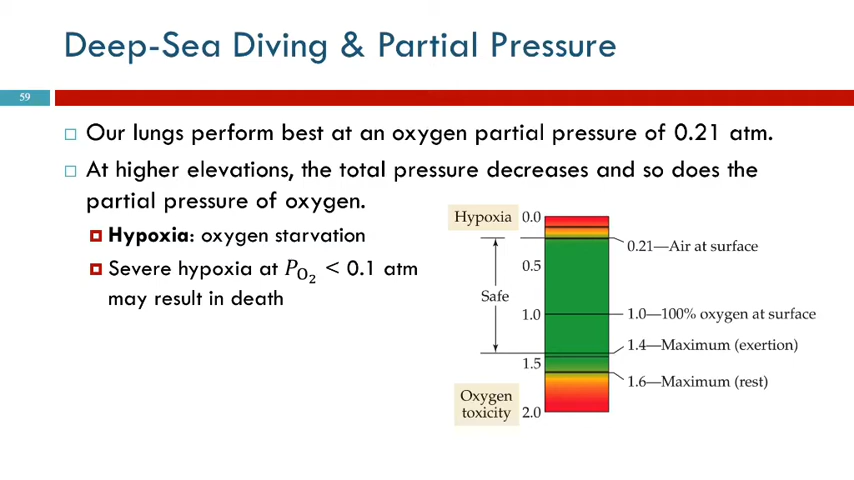 Deep-Sea Diving & Partial Pressure
59
□ Our lungs perform best at an oxygen partial pressure of 0.21 atm.
□ At higher elevations, the total pressure decreases and so does the
partial pressure of oxygen.
Hypoxia: oxygen starvation
Severe hypoxia at P_O₂ < 0.1 atm
may result in death
Hypoxia 0.0
0.21—Air at surface
0.5
Safe
1.0
1.0—100% oxygen at surface
1.4—Maximum (exertion)
1.5
1.6—Maximum (rest)
Oxygen
toxicity 2.0